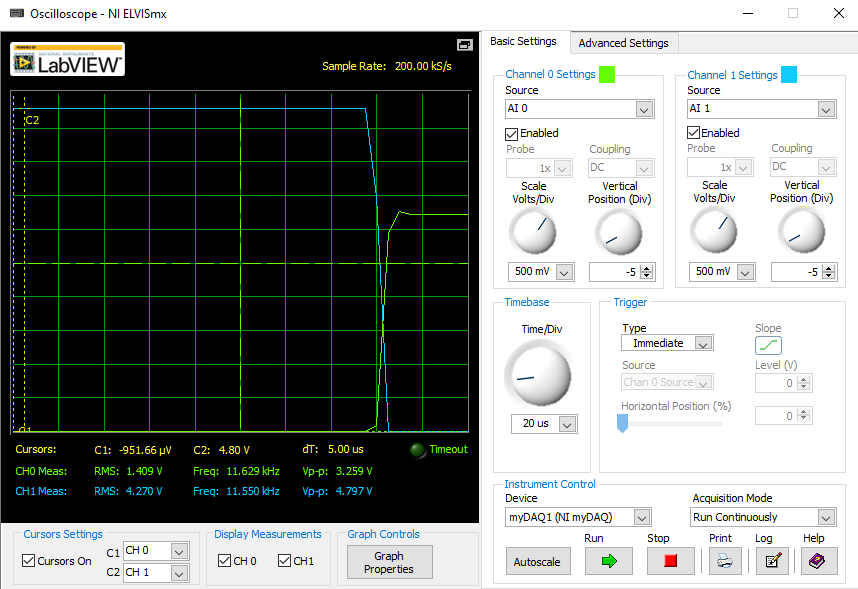 Oscilloscope - NI ELVISmx
POWERED BY
NATIONAL INSTRUMENTS
LabVIEW™
Sample Rate: 200.00 kS/s
C2
C1
Cursors: C1: -951.66 µV C2: 4.80 V dT: 5.00 us Timeout
CH0 Meas: RMS: 1.409 V Freq: 11.629 kHz Vp-p: 3.259 V
CH1 Meas: RMS: 4.270 V Freq: 11.550 kHz Vp-p: 4.797 V
Cursors Settings
Cursors On
C1 CH 0
C2 CH 1
Display Measurements
CH 0 CH1
Graph Controls
Graph
Properties
Basic Settings Advanced Settings
Channel 0 Settings
Source
AI 0
Enabled
Probe Coupling
1x DC
Scale Vertical
Volts/Div Position (Div)
500 mV -5
Channel 1 Settings
Source
AI 1
Enabled
Probe Coupling
1x DC
Scale Vertical
Volts/Div Position (Div)
500 mV -5
Timebase
Time/Div
20 us
Trigger
Type Slope
Immediate
Source Level (V)
Chan 0 Source 0
Horizontal Position (%)
0
Instrument Control
Device Acquisition Mode
myDAQ1 (NI myDAQ) Run Continuously
Run Stop Print Log Help
Autoscale